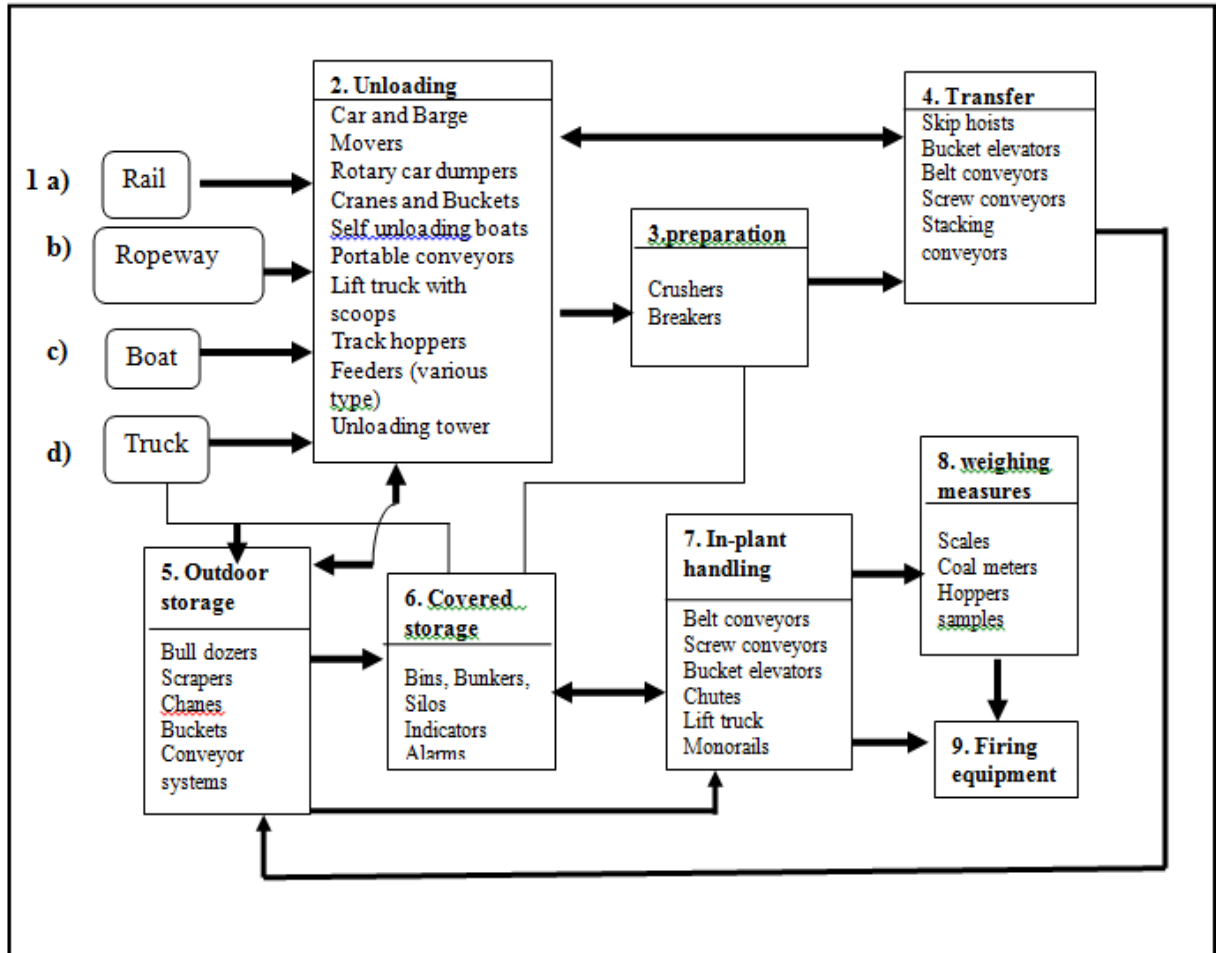 1 a)
Rail
b)
Ropeway
c)
Boat
d)
Truck
2. Unloading
Car and Barge
Movers
Rotary car dumpers
Cranes and Buckets
Self unloading boats
Portable conveyors
Lift truck with
scoops
Track hoppers
Feeders (various
type)
Unloading tower
3.preparation
Crushers
Breakers
4. Transfer
Skip hoists
Bucket elevators
Belt conveyors
Screw conveyors
Stacking
conveyors
5. Outdoor
storage
Bull dozers
Scrapers
Chanes
Buckets
Conveyor
systems
6. Covered
storage
Bins, Bunkers,
Silos
Indicators
Alarms
7. In-plant
handling
Belt conveyors
Screw conveyors
Bucket elevators
Chutes
Lift truck
Monorails
8. weighing
measures
Scales
Coal meters
Hoppers
samples
9. Firing
equipment